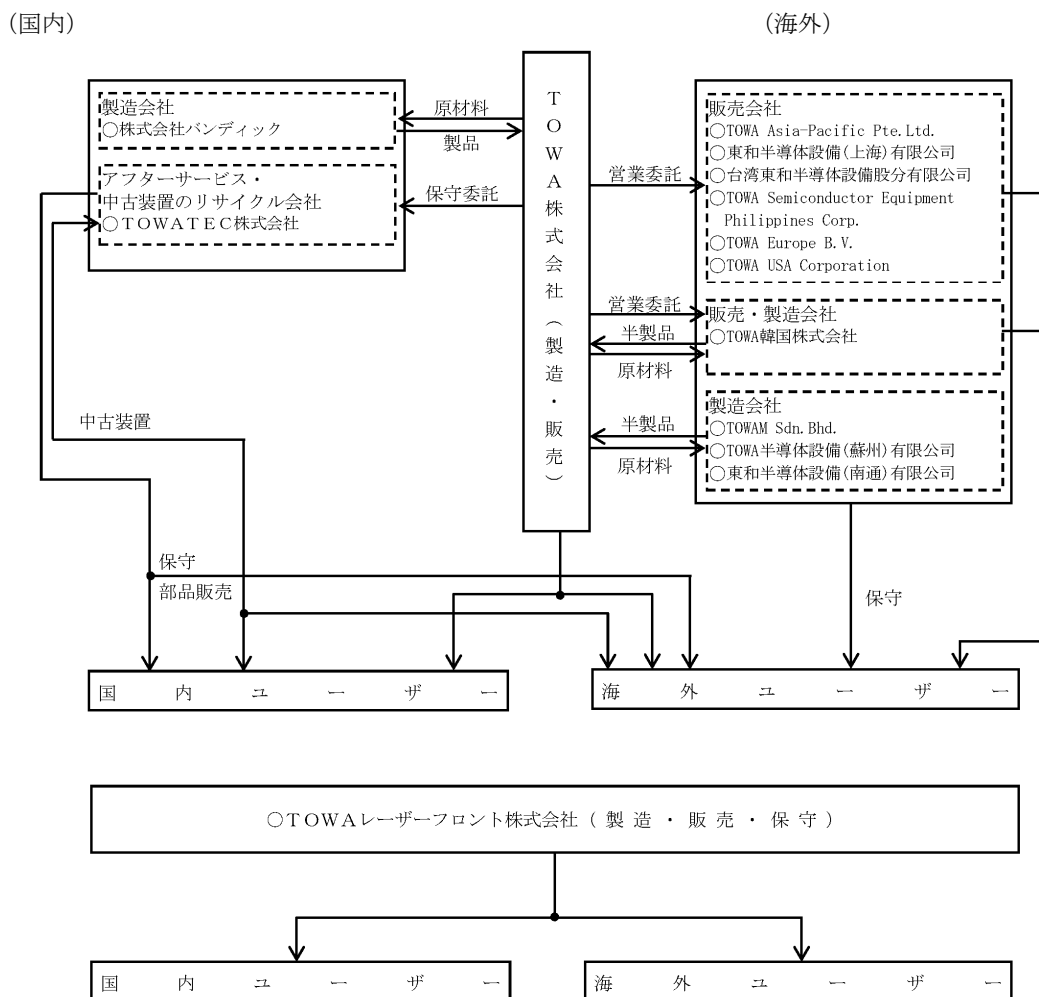 （国内）
（海外）
製造会社
○株式会社バンディック
アフターサービス・
中古装置のリサイクル会社
○ＴＯＷＡＴＥＣ株式会社
原材料
製品
保守委託
ＴＯＷＡ株式会社（製造・販売）
営業委託
営業委託
半製品
原材料
半製品
原材料
販売会社
○TOWA Asia-Pacific Pte.Ltd.
○東和半導体設備(上海)有限公司
○台湾東和半導体設備股分有限公司
○TOWA Semiconductor Equipment
Philippines Corp.
○TOWA Europe B.V.
○TOWA USA Corporation
販売・製造会社
○TOWA韓国株式会社
製造会社
○TOWAM Sdn.Bhd.
○TOWA半導体設備(蘇州)有限公司
○東和半導体設備(南通)有限公司
中古装置
保守
部品販売
保守
国内ユーザー
海外ユーザー
○ＴＯＷＡレーザーフロント株式会社（製造・販売・保守）
国内ユーザー
海外ユーザー